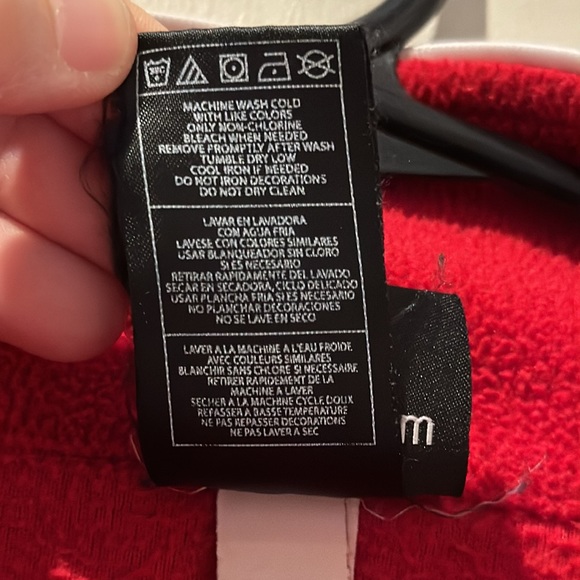 30C
MACHINE WASH COLD
WITH LIKE COLORS
ONLY NON-CHLORINE
BLEACH WHEN NEEDED
REMOVE PROMPTLY AFTER WASH
TUMBLE DRY LOW
COOL IRON IF NEEDED
DO NOT IRON DECORATIONS
DO NOT DRY CLEAN
LAVAR EN LAVADORA
CON AGUA FRIA
LAVESE CON COLORES SIMILARES
USAR BLANQUEADOR SIN CLORO
SI ES NECESARIO
RETIRAR RAPIDAMENTE DEL LAVADO
SECAR EN SECADORA, CICLO DELICADO
USAR PLANCHA FRIA SI ES NECESARIO
NO PLANCHAR DECORACIONES
NO SE LAVE EN SECO
LAVER A LA MACHINE A L'EAU FROIDE
AVEC COULEURS SIMILAIRES
BLANCHIR SANS CHLORE SI NECESSAIRE
RETIRER RAPIDEMENT DE LA
MACHINE A LAVER
SECHER A LA MACHINE CYCLE DOUX
REPASSER A BASSE TEMPERATURE
NE PAS REPASSER DECORATIONS
NE PAS LAVER A SEC
m